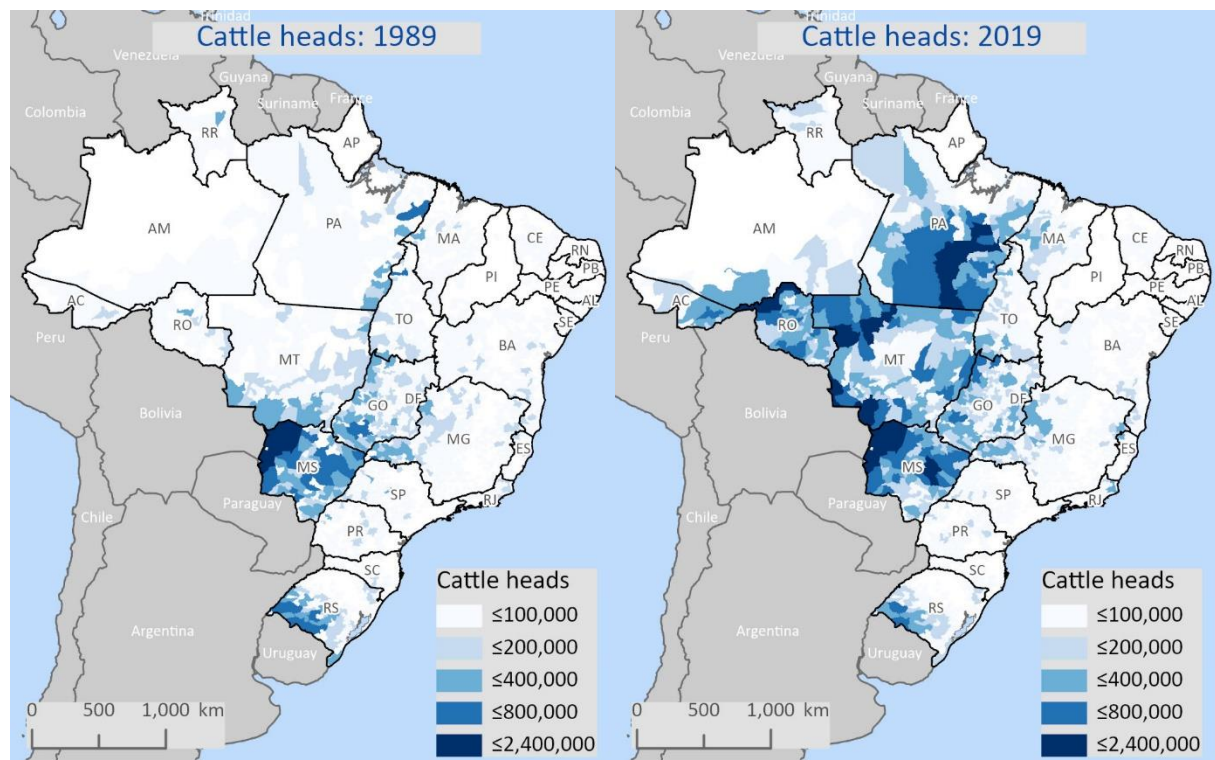 Trinidad
Cattle heads: 1989
Venezuela
Guyana
Suriname
France
Colombia
RR
AP
AM
PA
MA
CE
RN
PB
PI
PE
AL
SE
AC
RO
TO
BA
Peru
MT
Bolivia
GO
DF
MG
ES
MS
SP
RJ
Paraguay
Chile
PR
SC
RS
Argentina
Uruguay
Cattle heads
≤100,000
≤200,000
≤400,000
≤800,000
≤2,400,000
0 500 1,000 km
Trinidad
Cattle heads: 2019
Venezuela
Guyana
Suriname
France
Colombia
RR
AP
AM
PA
MA
CE
RN
PB
PI
PE
AL
SE
AC
RO
TO
BA
Peru
MT
Bolivia
GO
DF
MG
ES
MS
SP
RJ
Paraguay
Chile
PR
SC
RS
Argentina
Uruguay
Cattle heads
≤100,000
≤200,000
≤400,000
≤800,000
≤2,400,000
0 500 1,000 km